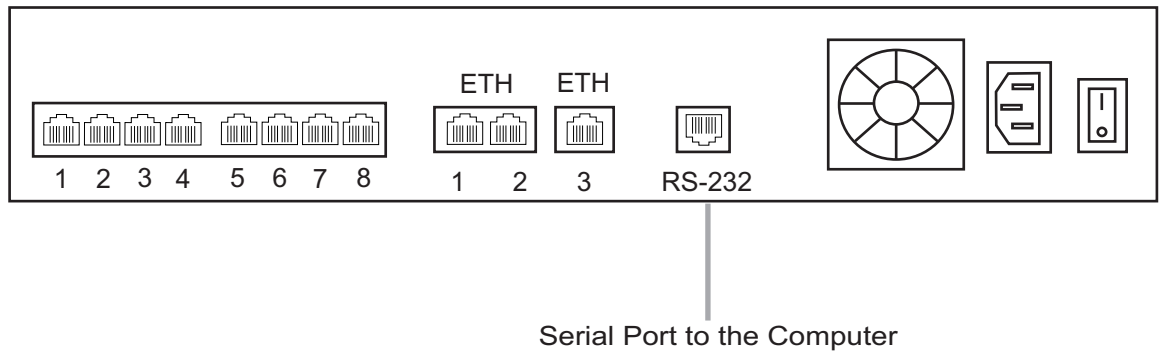 ETH ETH
1 2 3 4 5 6 7 8 1 2 3 RS-232
Serial Port to the Computer